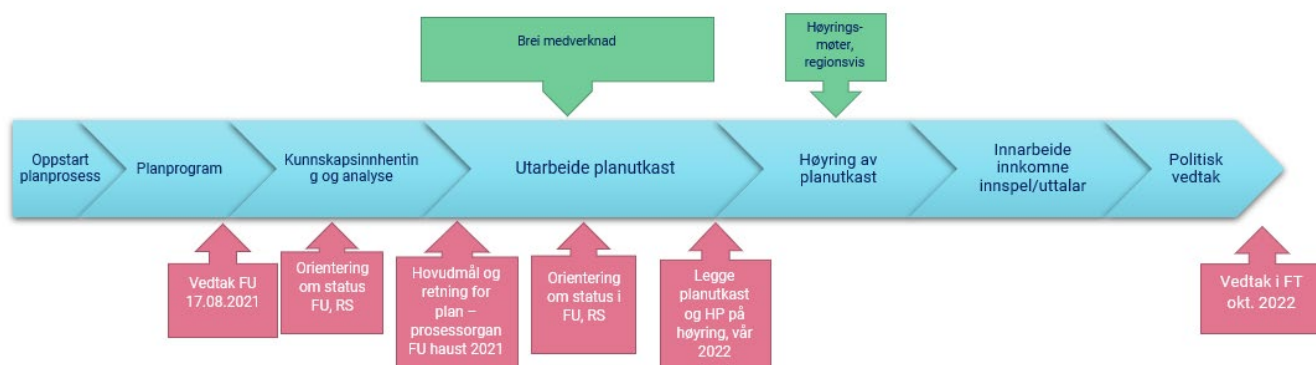 Brei medverknad
Høyrings-
møter,
regionsvis
Oppstart
planprosess
Planprogram
Kunnskapsinnhentin
g og analyse
Utarbeide planutkast
Høyring av
planutkast
Innarbeide
innkomne
innspel/uttalar
Politisk
vedtak
Vedtak FU
17.08.2021
Orientering
om status
FU, RS
Hovudmål og
retning for
plan –
prosessorgan
FU haust 2021
Orientering
om status i
FU, RS
Legge
planutkast
og HP på
høyring, vår
2022
Vedtak i FT
okt. 2022